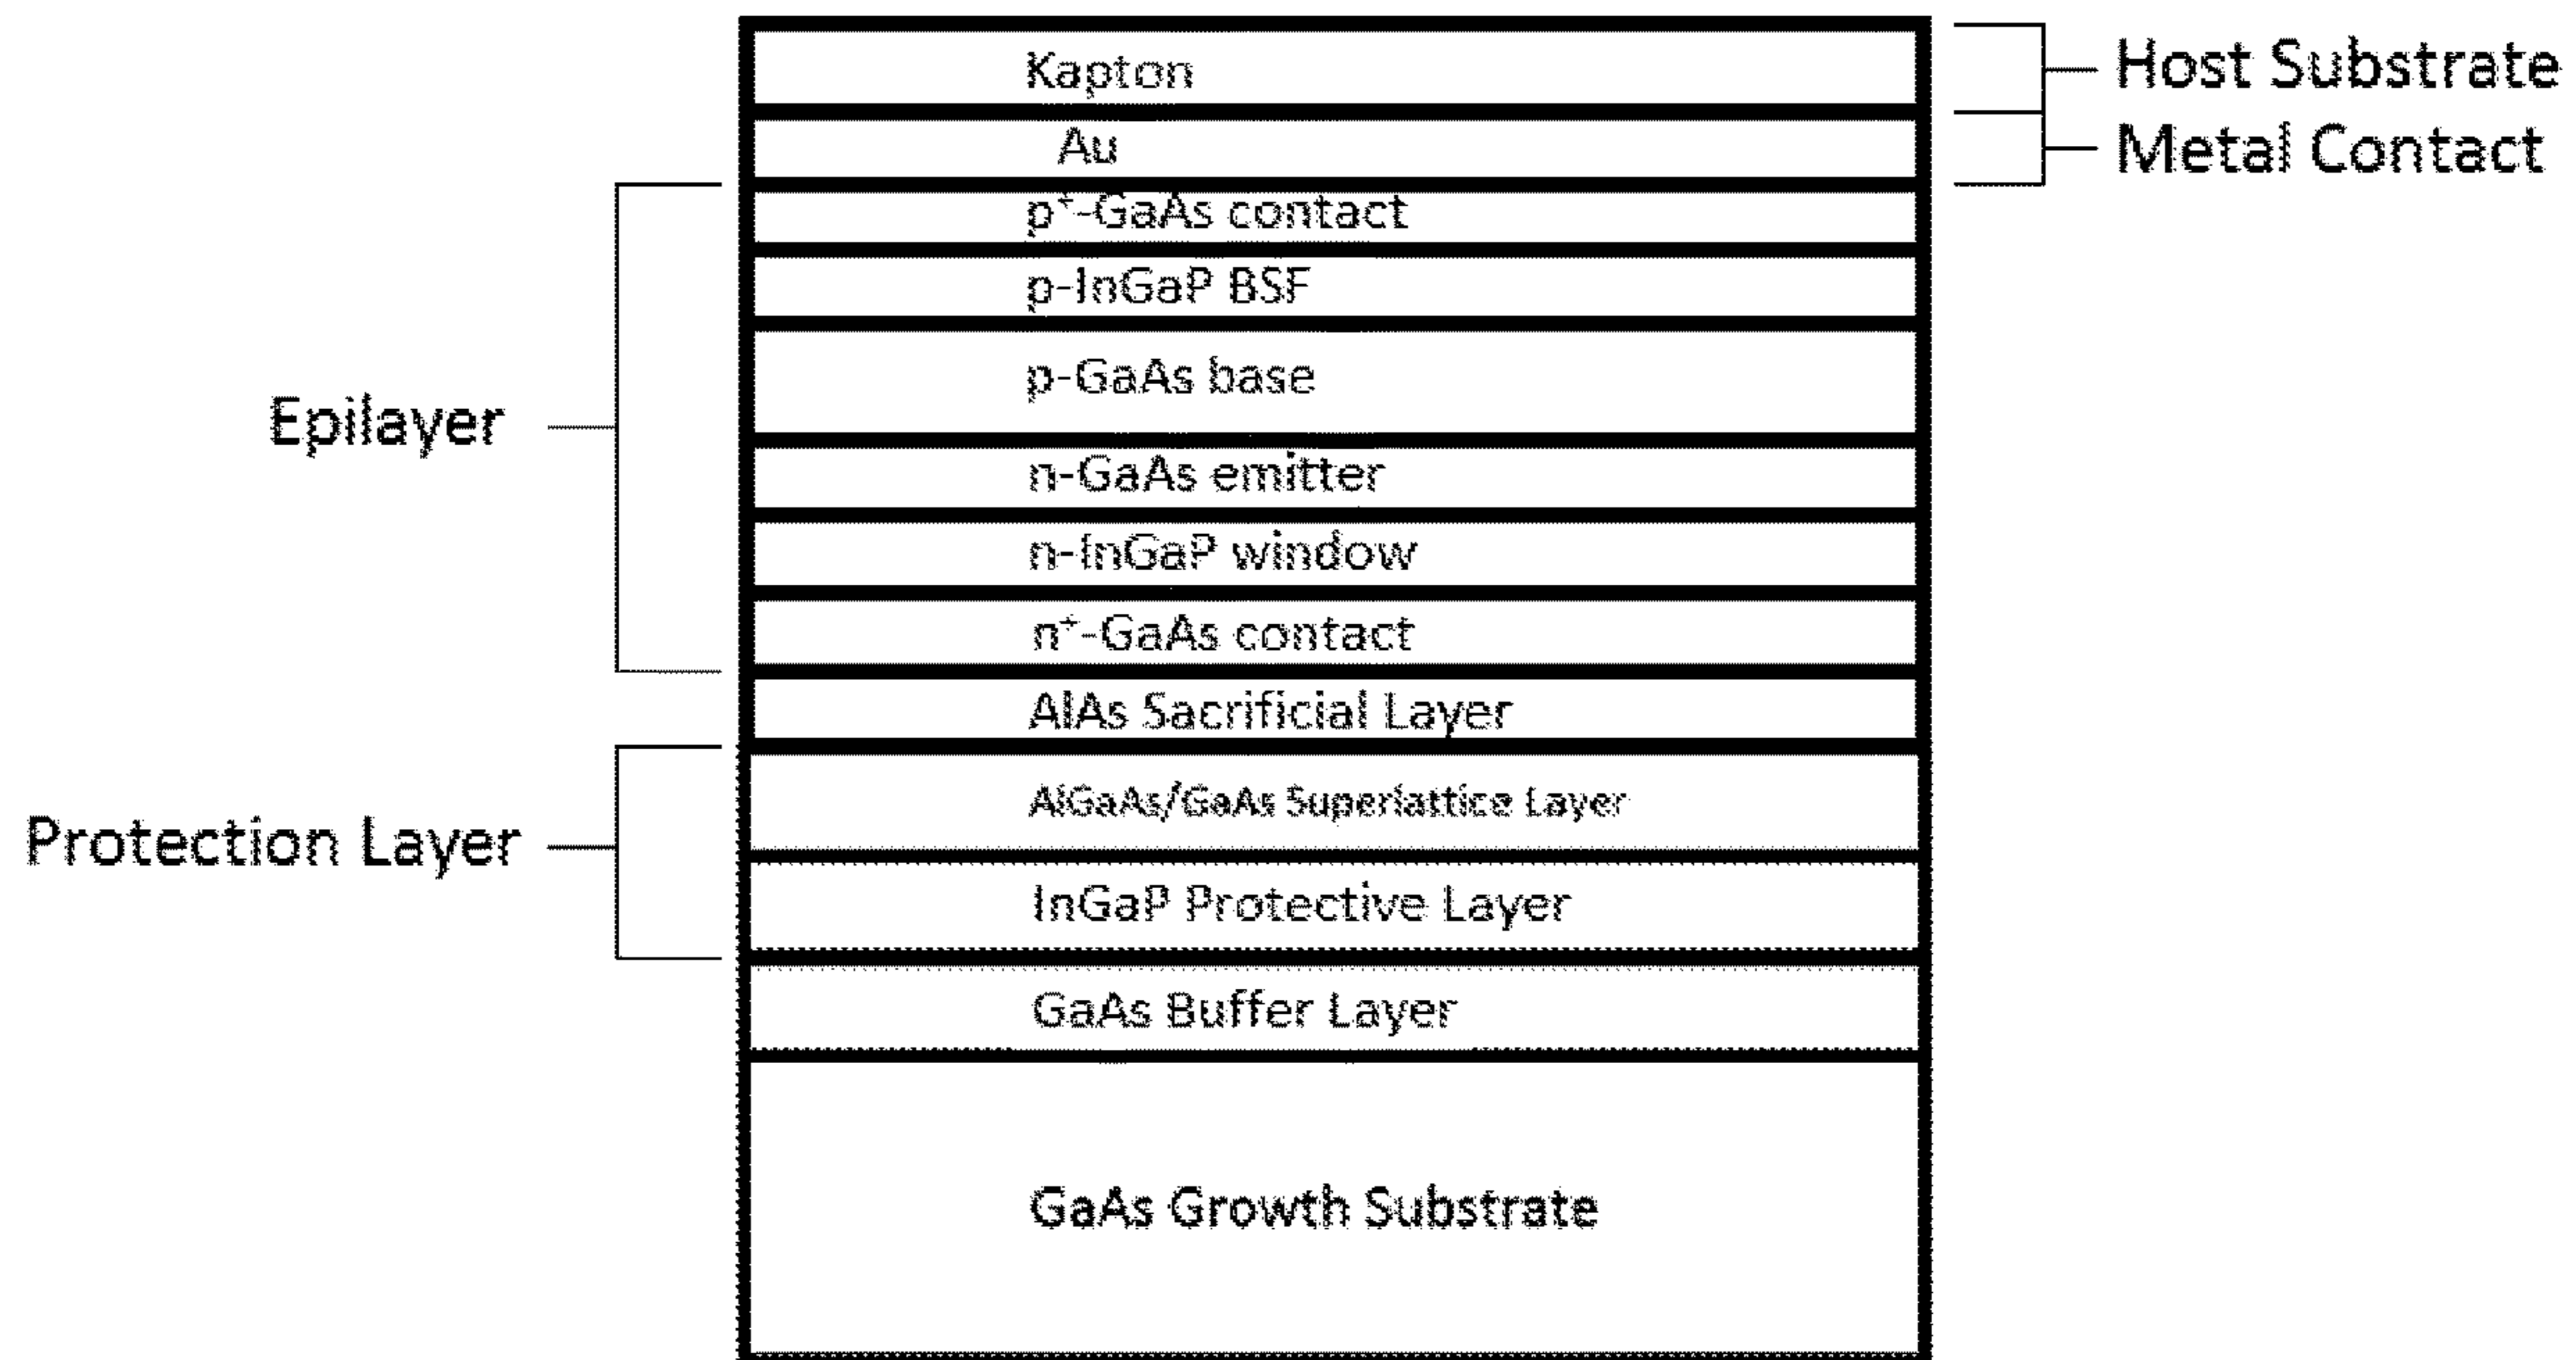 Kapton
Host Substrate
Au
Metal Contact
p⁺-GaAs contact
p-InGaP BSF
p-GaAs base
Epilayer
n-GaAs emitter
n-InGaP window
n⁺-GaAs contact
AlAs Sacrificial Layer
AlGaAs/GaAs Superlattice Layer
Protection Layer
InGaP Protective Layer
GaAs Buffer Layer
GaAs Growth Substrate